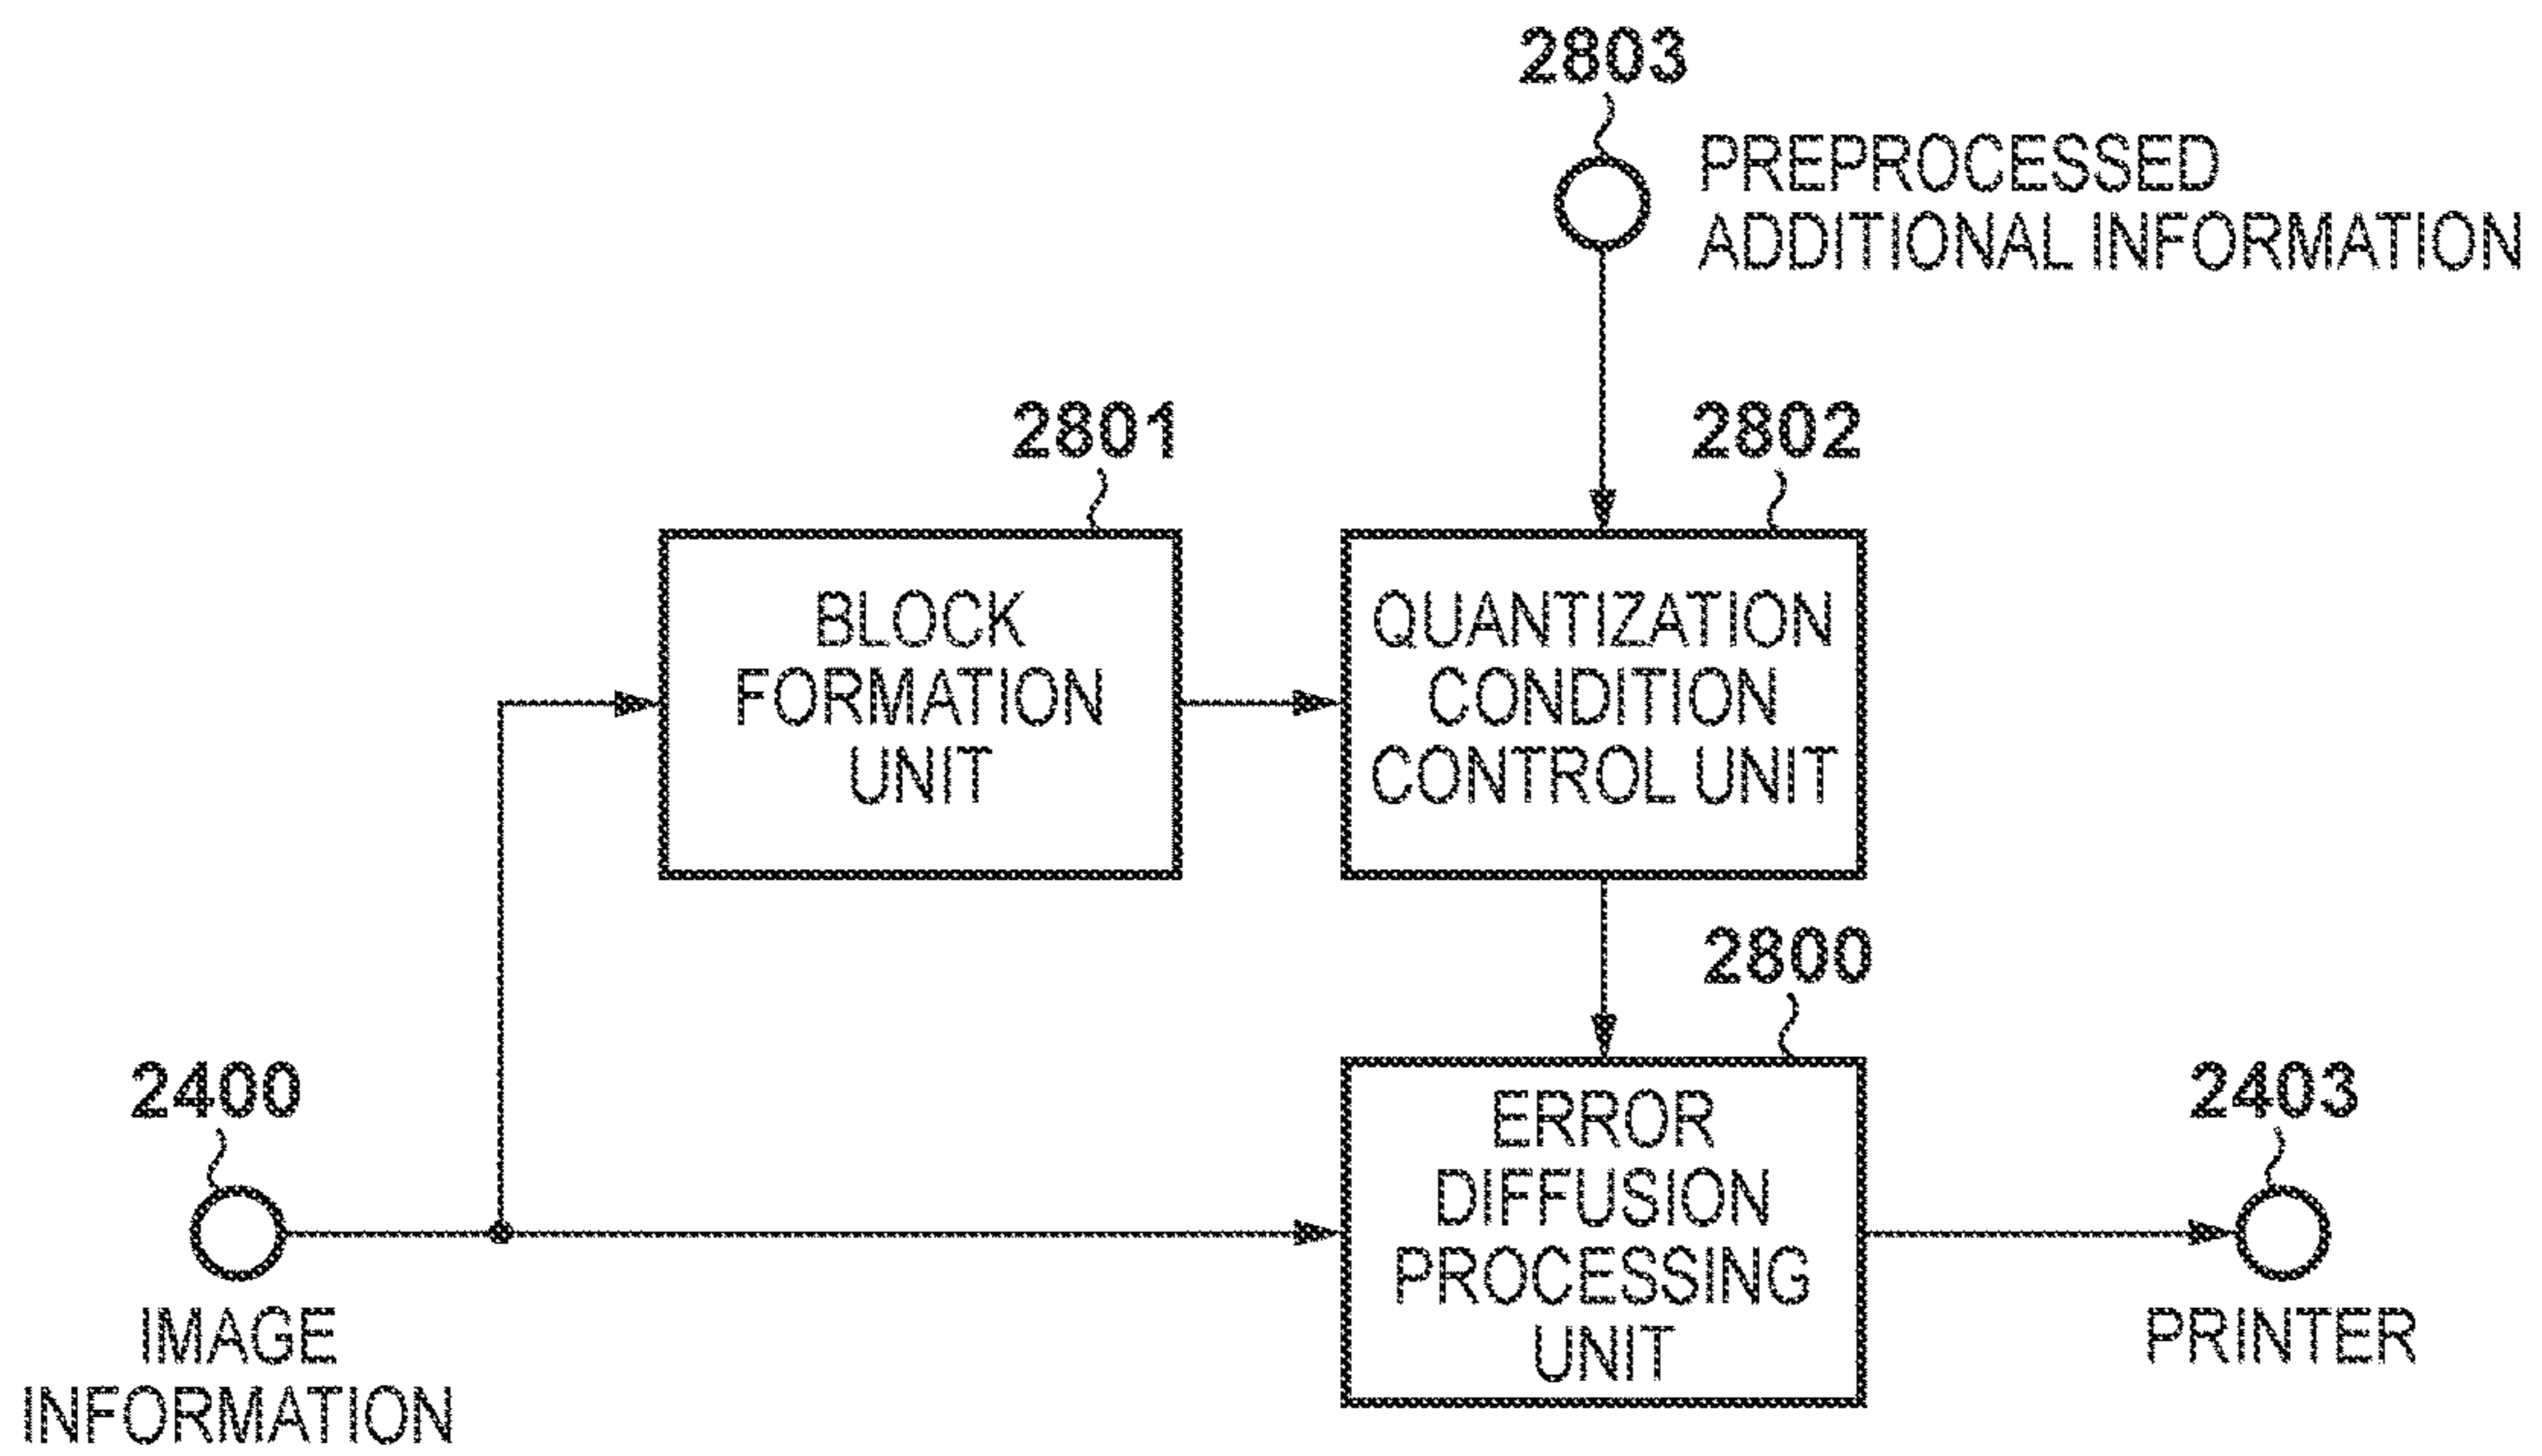 2803
PREPROCESSED
ADDITIONAL INFORMATION
2801
BLOCK
FORMATION
UNIT
2802
QUANTIZATION
CONDITION
CONTROL UNIT
2800
ERROR
DIFFUSION
PROCESSING
UNIT
2400
IMAGE
INFORMATION
2403
PRINTER